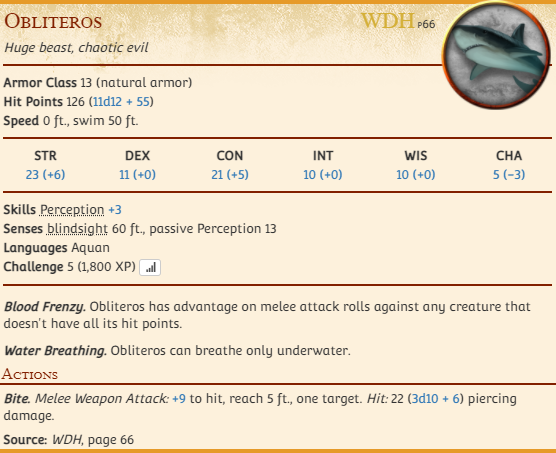 Obliteros WDH p66
Huge beast, chaotic evil
Armor Class 13 (natural armor)
Hit Points 126 (11d12 + 55)
Speed 0 ft., swim 50 ft.
STR DEX CON INT WIS CHA
23 (+6) 11 (+0) 21 (+5) 10 (+0) 10 (+0) 5 (−3)
Skills Perception +3
Senses blindsight 60 ft., passive Perception 13
Languages Aquan
Challenge 5 (1,800 XP)
Blood Frenzy. Obliteros has advantage on melee attack rolls against any creature that
doesn't have all its hit points.
Water Breathing. Obliteros can breathe only underwater.
Actions
Bite. Melee Weapon Attack: +9 to hit, reach 5 ft., one target. Hit: 22 (3d10 + 6) piercing
damage.
Source: WDH, page 66